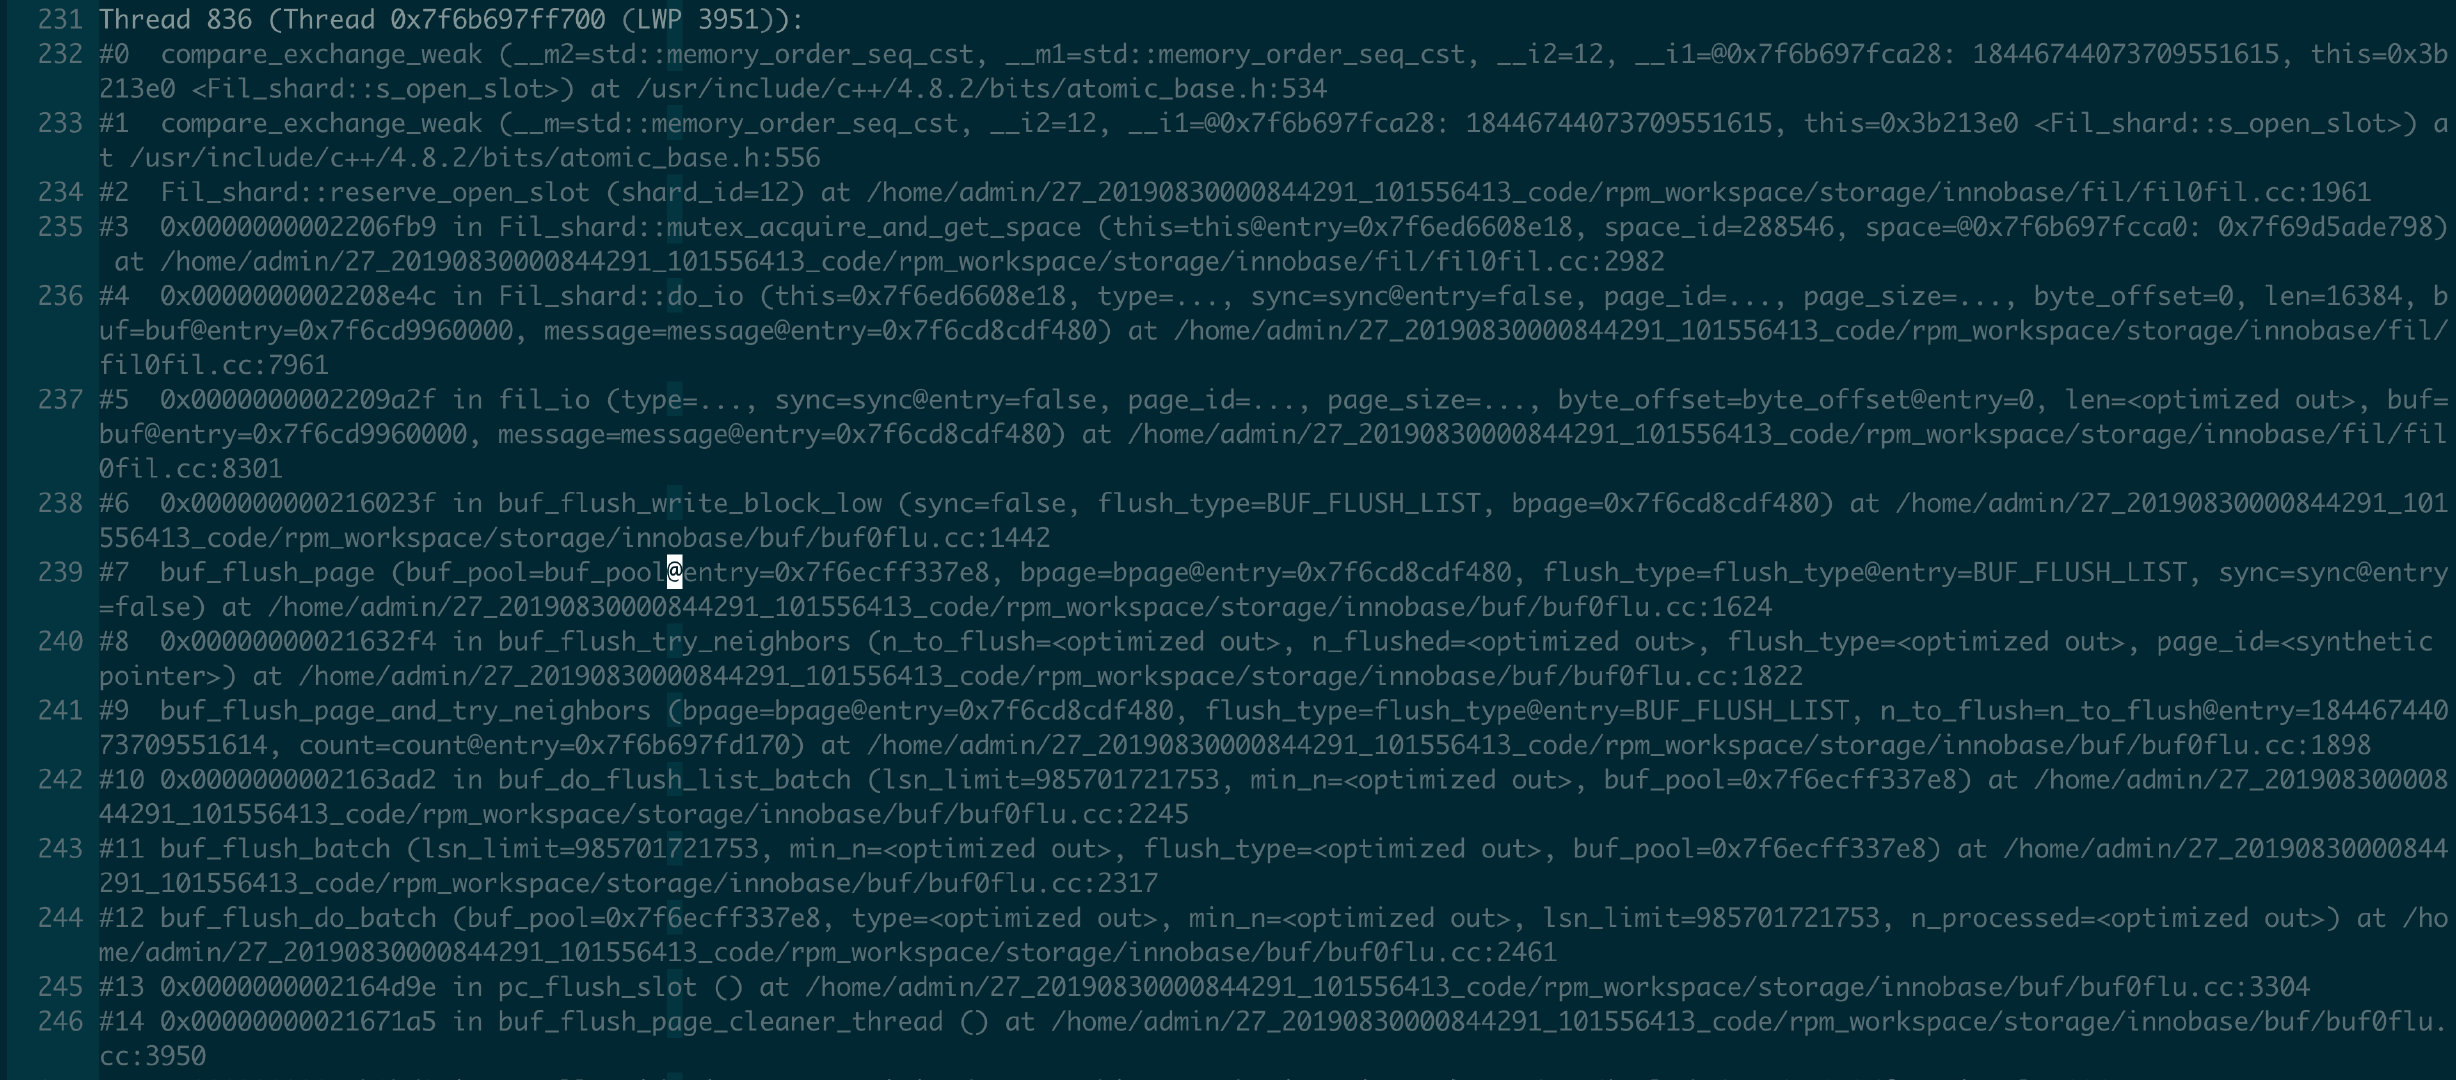 231 Thread 836 (Thread 0x7f6b697ff700 (LWP 3951)):
232 #0  compare_exchange_weak (__m2=std::memory_order_seq_cst, __m1=std::memory_order_seq_cst, __i2=12, __i1=@0x7f6b697fca28: 18446744073709551615, this=0x3b
213e0 <Fil_shard::s_open_slot>) at /usr/include/c++/4.8.2/bits/atomic_base.h:534
233 #1  compare_exchange_weak (__m=std::memory_order_seq_cst, __i2=12, __i1=@0x7f6b697fca28: 18446744073709551615, this=0x3b213e0 <Fil_shard::s_open_slot>) a
t /usr/include/c++/4.8.2/bits/atomic_base.h:556
234 #2  Fil_shard::reserve_open_slot (shard_id=12) at /home/admin/27_20190830000844291_101556413_code/rpm_workspace/storage/innobase/fil/fil0fil.cc:1961
235 #3  0x0000000002206fb9 in Fil_shard::mutex_acquire_and_get_space (this=this@entry=0x7f6ed6608e18, space_id=288546, space=@0x7f6b697fcca0: 0x7f69d5ade798)
at /home/admin/27_20190830000844291_101556413_code/rpm_workspace/storage/innobase/fil/fil0fil.cc:2982
236 #4  0x0000000002208e4c in Fil_shard::do_io (this=0x7f6ed6608e18, type=..., sync=sync@entry=false, page_id=..., page_size=..., byte_offset=0, len=16384, b
uf=buf@entry=0x7f6cd9960000, message=message@entry=0x7f6cd8cdf480) at /home/admin/27_20190830000844291_101556413_code/rpm_workspace/storage/innobase/fil/
fil0fil.cc:7961
237 #5  0x0000000002209a2f in fil_io (type=..., sync=sync@entry=false, page_id=..., page_size=..., byte_offset=byte_offset@entry=0, len=<optimized out>, buf=
buf@entry=0x7f6cd9960000, message=message@entry=0x7f6cd8cdf480) at /home/admin/27_20190830000844291_101556413_code/rpm_workspace/storage/innobase/fil/fil
0fil.cc:8301
238 #6  0x000000000216023f in buf_flush_write_block_low (sync=false, flush_type=BUF_FLUSH_LIST, bpage=0x7f6cd8cdf480) at /home/admin/27_20190830000844291_101
556413_code/rpm_workspace/storage/innobase/buf/buf0flu.cc:1442
239 #7  buf_flush_page (buf_pool=buf_pool@entry=0x7f6ecff337e8, bpage=bpage@entry=0x7f6cd8cdf480, flush_type=flush_type@entry=BUF_FLUSH_LIST, sync=sync@entry
=false) at /home/admin/27_20190830000844291_101556413_code/rpm_workspace/storage/innobase/buf/buf0flu.cc:1624
240 #8  0x00000000021632f4 in buf_flush_try_neighbors (n_to_flush=<optimized out>, n_flushed=<optimized out>, flush_type=<optimized out>, page_id=<synthetic
pointer>) at /home/admin/27_20190830000844291_101556413_code/rpm_workspace/storage/innobase/buf/buf0flu.cc:1822
241 #9  buf_flush_page_and_try_neighbors (bpage=bpage@entry=0x7f6cd8cdf480, flush_type=flush_type@entry=BUF_FLUSH_LIST, n_to_flush=n_to_flush@entry=184467440
73709551614, count=count@entry=0x7f6b697fd170) at /home/admin/27_20190830000844291_101556413_code/rpm_workspace/storage/innobase/buf/buf0flu.cc:1898
242 #10 0x0000000002163ad2 in buf_do_flush_list_batch (lsn_limit=985701721753, min_n=<optimized out>, buf_pool=0x7f6ecff337e8) at /home/admin/27_201908300008
44291_101556413_code/rpm_workspace/storage/innobase/buf/buf0flu.cc:2245
243 #11 buf_flush_batch (lsn_limit=985701721753, min_n=<optimized out>, flush_type=<optimized out>, buf_pool=0x7f6ecff337e8) at /home/admin/27_20190830000844
291_101556413_code/rpm_workspace/storage/innobase/buf/buf0flu.cc:2317
244 #12 buf_flush_do_batch (buf_pool=0x7f6ecff337e8, type=<optimized out>, min_n=<optimized out>, lsn_limit=985701721753, n_processed=<optimized out>) at /ho
me/admin/27_20190830000844291_101556413_code/rpm_workspace/storage/innobase/buf/buf0flu.cc:2461
245 #13 0x0000000002164d9e in pc_flush_slot () at /home/admin/27_20190830000844291_101556413_code/rpm_workspace/storage/innobase/buf/buf0flu.cc:3304
246 #14 0x00000000021671a5 in buf_flush_page_cleaner_thread () at /home/admin/27_20190830000844291_101556413_code/rpm_workspace/storage/innobase/buf/buf0flu.
cc:3950